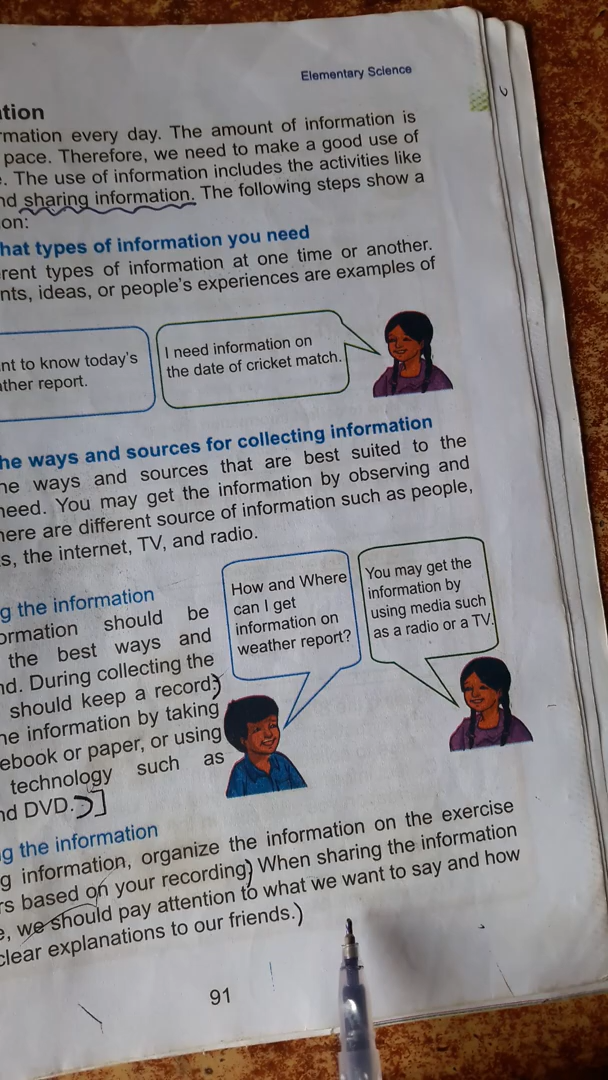 Elementary Science
tion
rmation every day. The amount of information is
pace. Therefore, we need to make a good use of
. The use of information includes the activities like
nd sharing information. The following steps show a
on:
hat types of information you need
rent types of information at one time or another.
nts, ideas, or people's experiences are examples of
nt to know today's
ther report.
I need information on
the date of cricket match.
he ways and sources for collecting information
he ways and sources that are best suited to the
need. You may get the information by observing and
here are different source of information such as people,
s, the internet, TV, and radio.
g the information
ormation should be
the best ways and
nd. During collecting the
should keep a record)
he information by taking
ebook or paper, or using
technology such as
nd DVD.)]
How and Where
can I get
information on
weather report?
You may get the
information by
using media such
as a radio or a TV.
g the information
g information, organize the information on the exercise
rs based on your recording) When sharing the information
e, we should pay attention to what we want to say and how
clear explanations to our friends.)
91